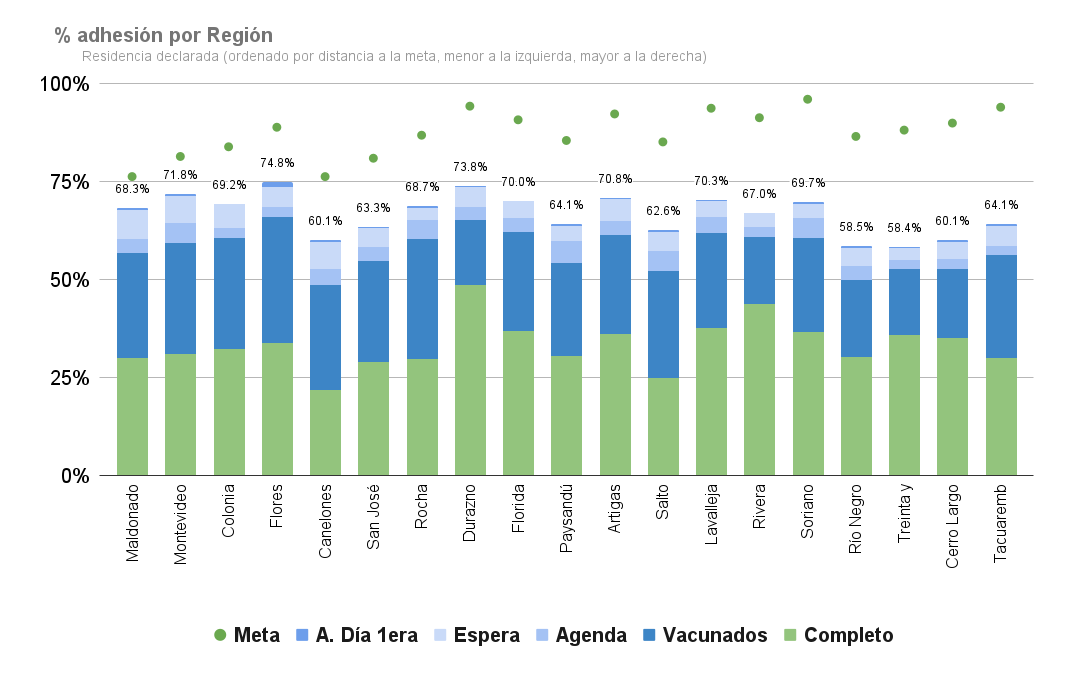 % adhesión por Región
Residencia declarada (ordenado por distancia a la meta, menor a la izquierda, mayor a la derecha)
100%
75%
50%
25%
0%
68.3%
71.8%
69.2%
74.8%
60.1%
63.3%
68.7%
73.8%
70.0%
64.1%
70.8%
62.6%
70.3%
67.0%
69.7%
58.5%
58.4%
60.1%
64.1%
Maldonado
Montevideo
Colonia
Flores
Canelones
San José
Rocha
Durazno
Florida
Paysandú
Artigas
Salto
Lavalleja
Rivera
Soriano
Río Negro
Treinta y
Cerro Largo
Tacuaremb
Meta A. Día 1era Espera Agenda Vacunados Completo